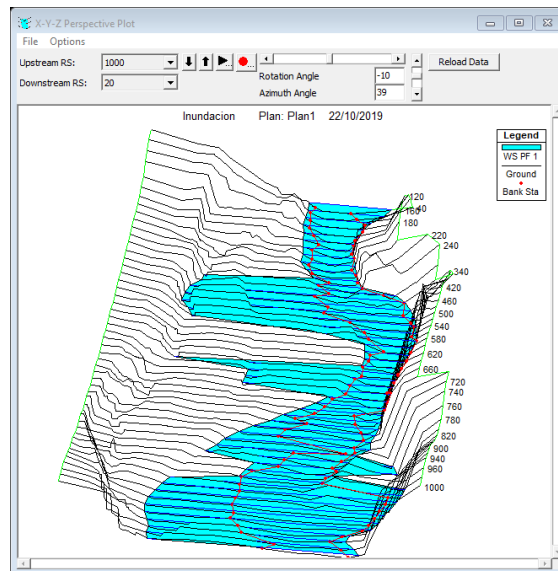 X-Y-Z Perspective Plot
File Options
Upstream RS: 1000
Downstream RS: 20
Rotation Angle -10
Azimuth Angle 39
Reload Data
Inundacion Plan: Plan1 22/10/2019
Legend
WS PF 1
Ground
Bank Sta
20
40
160
180
220
240
340
420
460
500
540
580
620
660
720
740
760
780
820
900
940
960
1000